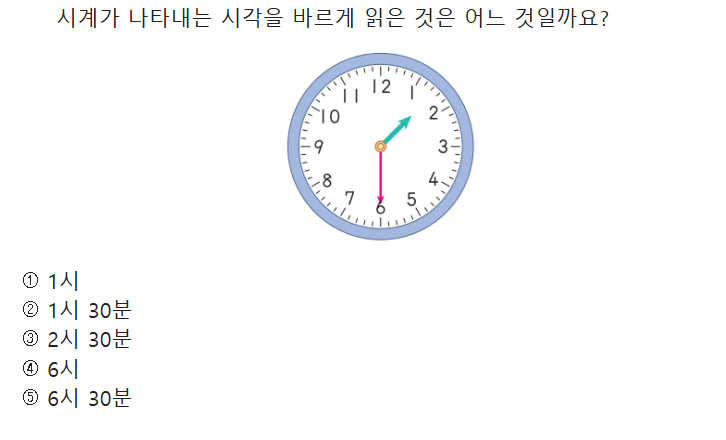 시계가 나타내는 시각을 바르게 읽은 것은 어느 것일까요?
12
11 1
10 2
9 3
8 4
7 5
6
① 1시
② 1시 30분
③ 2시 30분
④ 6시
⑤ 6시 30분